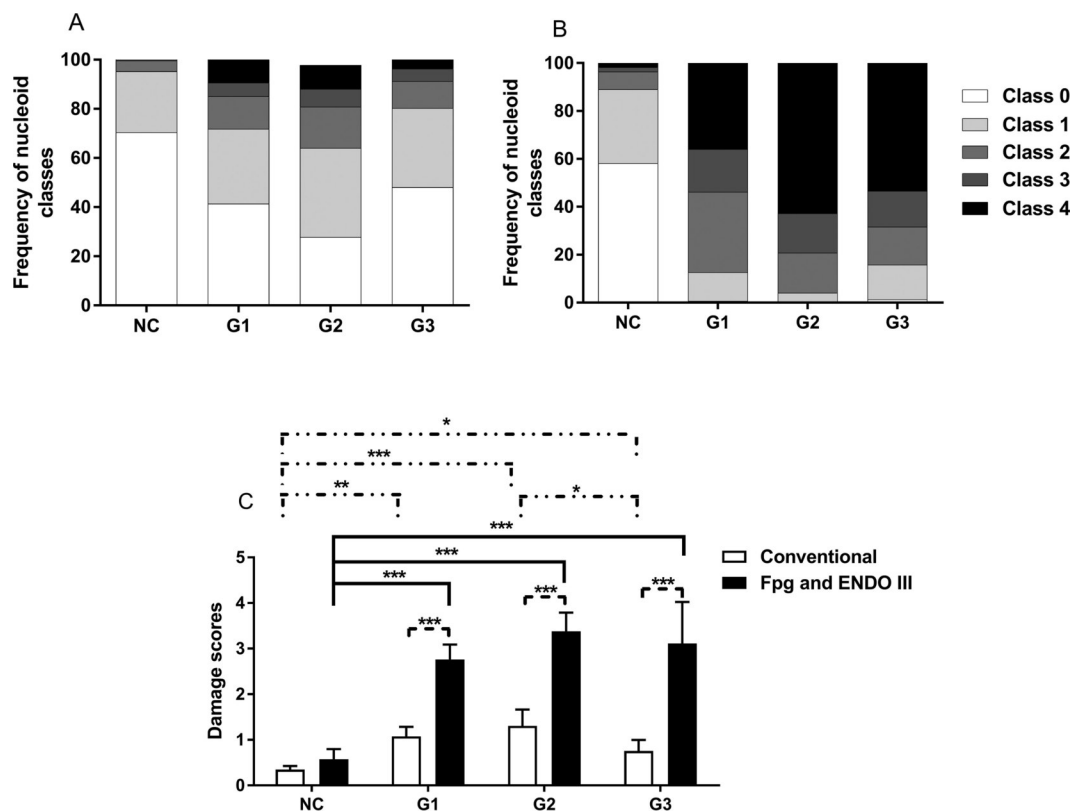 A
Frequency of nucleoid
classes
100
80
60
40
20
0
NC G1 G2 G3
B
Frequency of nucleoid
classes
100
80
60
40
20
0
NC G1 G2 G3
Class 0
Class 1
Class 2
Class 3
Class 4
C
*
***
**
*
***
***
***
***
***
***
Conventional
Fpg and ENDO III
Damage scores
5
4
3
2
1
0
NC G1 G2 G3